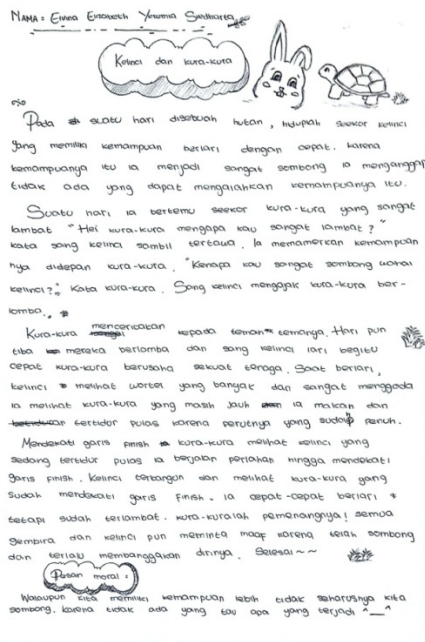 NAMA : Elvina Elizabeth Yovanna Sindharta
Kelinci dan kura-kura
Pada suatu hari disebuah hutan, hiduplah seekor kelinci
yang memiliki kemampuan berlari dengan cepat. karena
kemampuanya itu ia menjadi sangat sombong ia menganggap
tidak ada yang dapat mengalahkan kemampuanya itu.
Suatu hari ia bertemu seekor kura-kura yang sangat
lambat "Hei kura-kura mengapa kau sangat lambat?"
kata sang kelinci sambil tertawa. Ia memamerkan kemampuan
nya didepan kura-kura. "Kenapa kau sangat sombong wahai
kelinci?" Kata kura-kura. Sang kelinci mengajak kura-kura ber-
lomba.
Kura-kura menceritakan kepada teman temanya. Hari pun
tiba mereka berlomba dan sang kelinci lari begitu
cepat kura-kura berusaha sekuat tenaga. Saat berlari,
kelinci melihat wortel yang banyak dan sangat menggoda
ia melihat kura-kura yang masih jauh ia makan dan
tertidur pulas karena perutnya yang sudah penuh.
Mendekati garis finish kura-kura melihat kelinci yang
sedang tertidur pulas ia berjalan perlahan hingga mendekati
garis finish. Kelinci terbangun dan melihat kura-kura yang
sudah mendekati garis finish. ia cepat-cepat berlari
tetapi sudah terlambat. kura-kuralah pemenangnya! semua
gembira dan kelinci pun meminta maaf karena telah sombong
dan terlalu membanggakan dirinya. Selesai~~
Pesan moral :
Walaupun kita memiliki kemampuan lebih tidak seharusnya kita
sombong. karena tidak ada yang tau apa yang terjadi ^__^